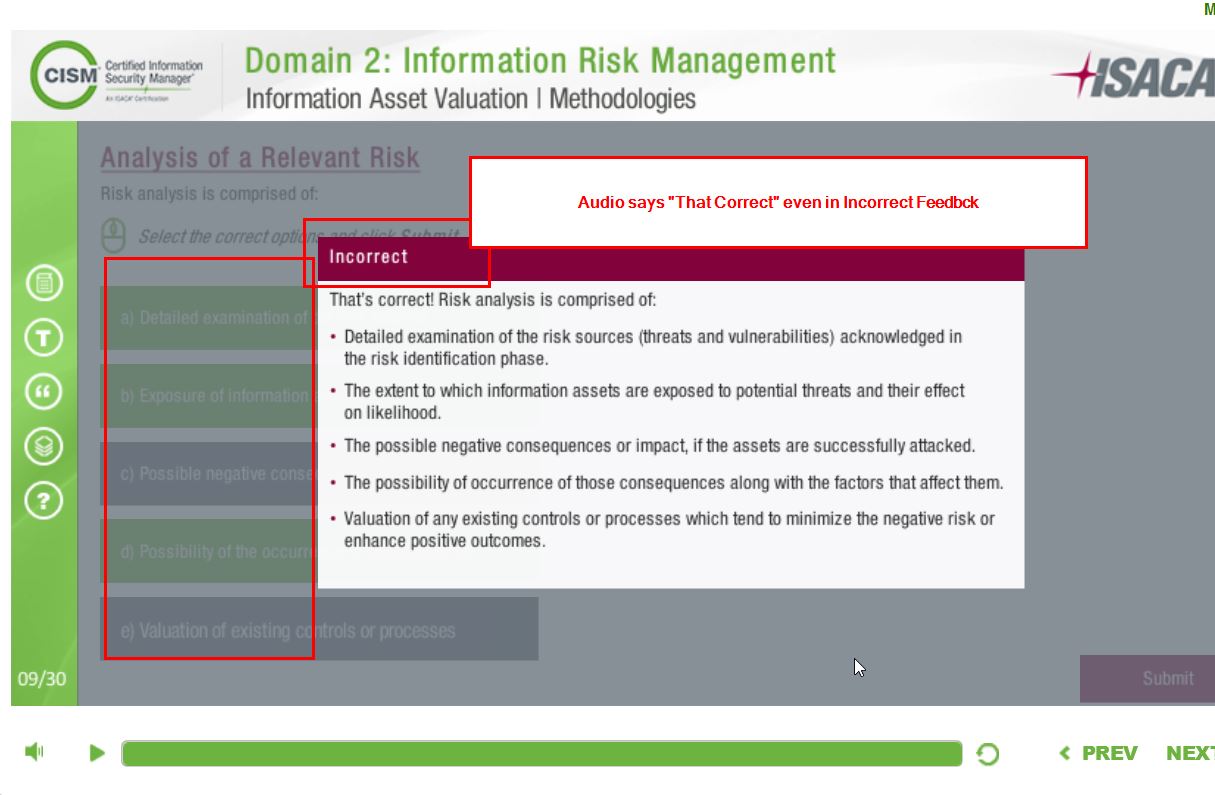 M
CISM
Certified Information
Security Manager
An ISACA Certification
Domain 2: Information Risk Management
Information Asset Valuation | Methodologies
ISACA
Analysis of a Relevant Risk
Risk analysis is comprised of:
Audio says "That Correct" even in Incorrect Feedbck
Select the correct options and click Submit.
Incorrect
That's correct! Risk analysis is comprised of:
• Detailed examination of the risk sources (threats and vulnerabilities) acknowledged in
the risk identification phase.
• The extent to which information assets are exposed to potential threats and their effect
on likelihood.
• The possible negative consequences or impact, if the assets are successfully attacked.
• The possibility of occurrence of those consequences along with the factors that affect them.
• Valuation of any existing controls or processes which tend to minimize the negative risk or
enhance positive outcomes.
a) Detailed examination of
b) Exposure of information
c) Possible negative conse
d) Possibility of the occurre
e) Valuation of existing controls or processes
T
“
?
09/30
Submit
PREV
NEXT